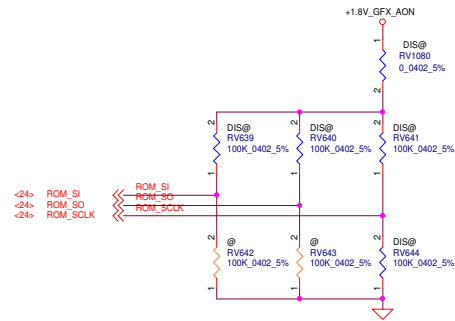 +1.8V_GFX_AON
1
DIS@
RV1080
0_0402_5%
2
2
DIS@
RV639
100K_0402_5%
1
2
DIS@
RV640
100K_0402_5%
1
2
DIS@
RV641
100K_0402_5%
1
<24> ROM_SI ROM_SI
<24> ROM_SO ROM_SO
<24> ROM_SCLK ROM_SCLK
2
@
RV642
100K_0402_5%
1
2
@
RV643
100K_0402_5%
1
2
DIS@
RV644
100K_0402_5%
1